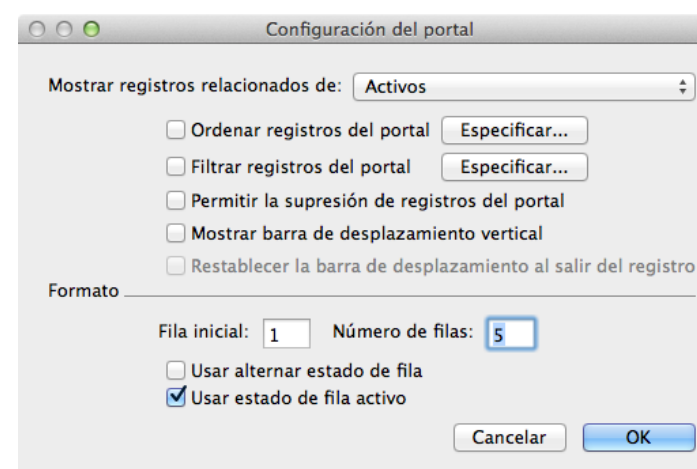 Configuración del portal
Mostrar registros relacionados de: Activos
Ordenar registros del portal Especificar...
Filtrar registros del portal Especificar...
Permitir la supresión de registros del portal
Mostrar barra de desplazamiento vertical
Restablecer la barra de desplazamiento al salir del registro
Formato
Fila inicial: 1 Número de filas: 5
Usar alternar estado de fila
Usar estado de fila activo
Cancelar OK